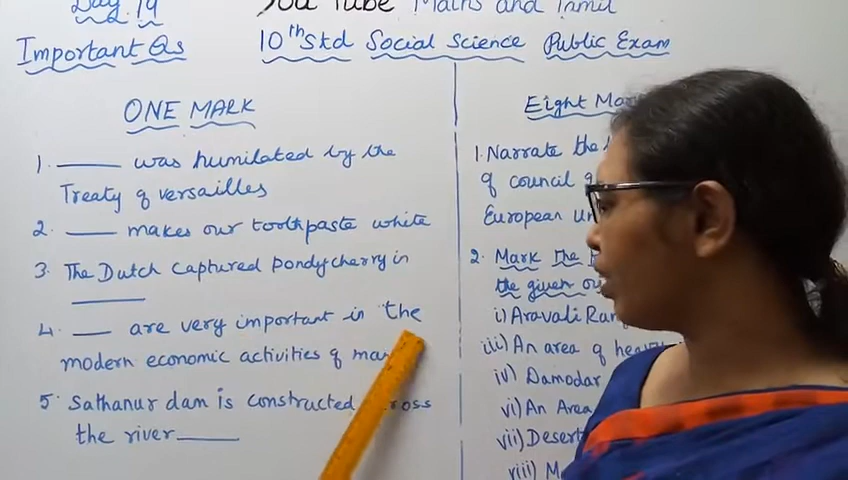 Day 19 You Tube Maths and Tamil
Important Qs 10th Std Social Science Public Exam
ONE MARK
1. ____ was humilated by the
Treaty of versailles
2. ____ makes our toothpaste white
3. The Dutch captured pondycherry in
____
4. ____ are very important in the
modern economic activities of
5. Sathanur dam is constructed
the river ____
Eight
1. Narrate the
of council
European
2. Mark the
the given
i) Aravali
iii) An area of
iv) Damodar
vi) An Area
vii) Desert
viii)